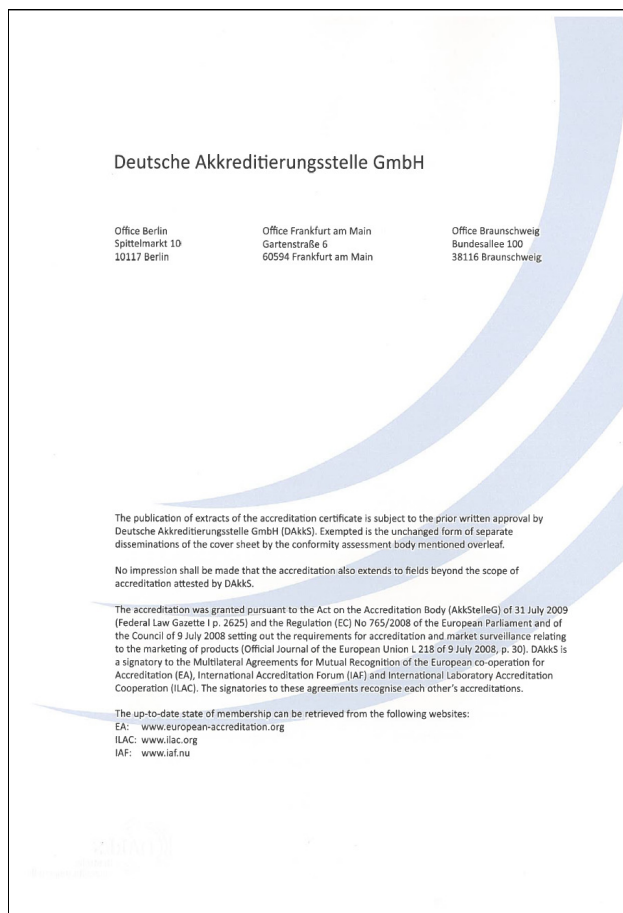 Deutsche Akkreditierungsstelle GmbH
Office Berlin
Spittelmarkt 10
10117 Berlin
Office Frankfurt am Main
Gartenstraße 6
60594 Frankfurt am Main
Office Braunschweig
Bundesallee 100
38116 Braunschweig
The publication of extracts of the accreditation certificate is subject to the prior written approval by
Deutsche Akkreditierungsstelle GmbH (DAkkS). Exempted is the unchanged form of separate
disseminations of the cover sheet by the conformity assessment body mentioned overleaf.
No impression shall be made that the accreditation also extends to fields beyond the scope of
accreditation attested by DAkkS.
The accreditation was granted pursuant to the Act on the Accreditation Body (AkkStelleG) of 31 July 2009
(Federal Law Gazette I p. 2625) and the Regulation (EC) No 765/2008 of the European Parliament and of
the Council of 9 July 2008 setting out the requirements for accreditation and market surveillance relating
to the marketing of products (Official Journal of the European Union L 218 of 9 July 2008, p. 30). DAkkS is
a signatory to the Multilateral Agreements for Mutual Recognition of the European co-operation for
Accreditation (EA), International Accreditation Forum (IAF) and International Laboratory Accreditation
Cooperation (ILAC). The signatories to these agreements recognise each other's accreditations.
The up-to-date state of membership can be retrieved from the following websites:
EA: www.european-accreditation.org
ILAC: www.ilac.org
IAF: www.iaf.nu